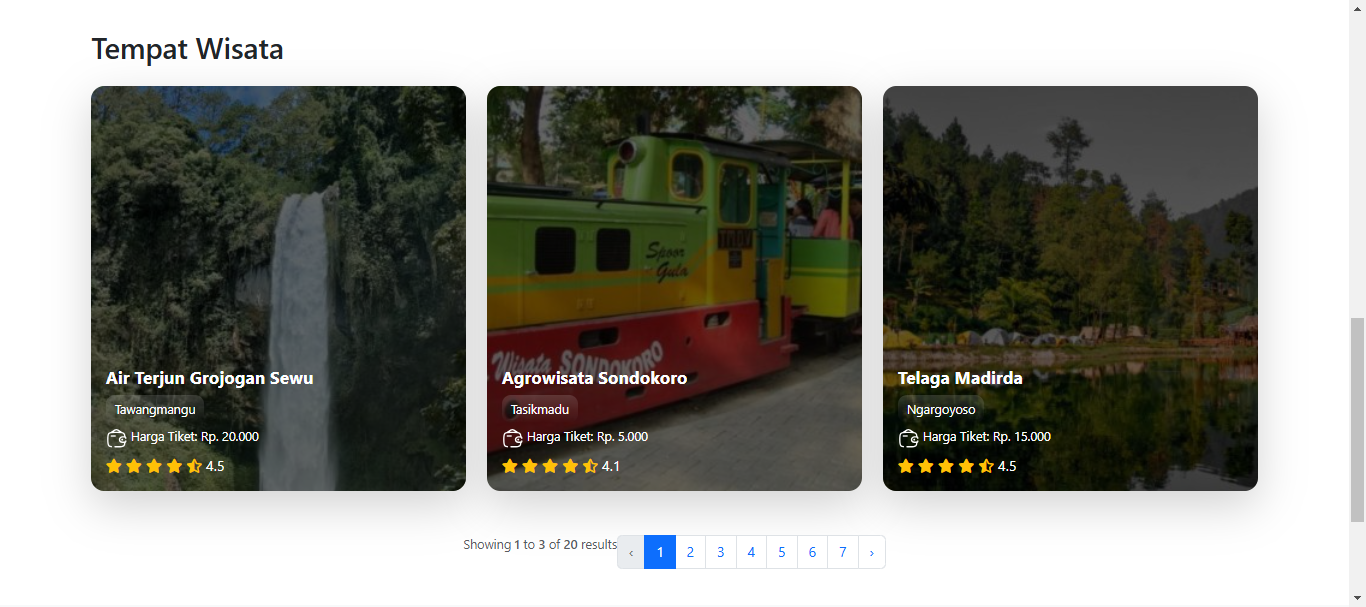 Tempat Wisata
Spoor
Gula
Wisata SONDOKORO
Air Terjun Grojogan Sewu
Tawangmangu
Harga Tiket: Rp. 20.000
4.5
Agrowisata Sondokoro
Tasikmadu
Harga Tiket: Rp. 5.000
4.1
Telaga Madirda
Ngargoyoso
Harga Tiket: Rp. 15.000
4.5
Showing 1 to 3 of 20 results ‹ 1 2 3 4 5 6 7 ›